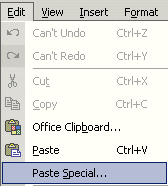 Edit View Insert Format
Can't Undo Ctrl+Z
Can't Redo Ctrl+Y
Cut Ctrl+X
Copy Ctrl+C
Office Clipboard...
Paste Ctrl+V
Paste Special...